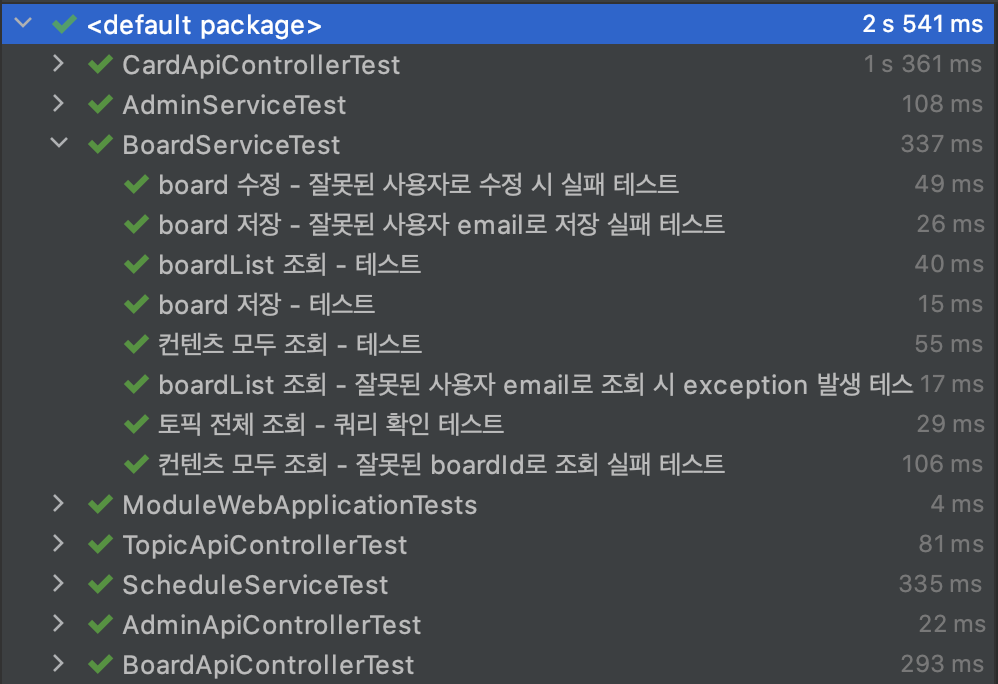 <default package> 2 s 541 ms
CardApiControllerTest 1 s 361 ms
AdminServiceTest 108 ms
BoardServiceTest 337 ms
board 수정 - 잘못된 사용자로 수정 시 실패 테스트 49 ms
board 저장 - 잘못된 사용자 email로 저장 실패 테스트 26 ms
boardList 조회 - 테스트 40 ms
board 저장 - 테스트 15 ms
컨텐츠 모두 조회 - 테스트 55 ms
boardList 조회 - 잘못된 사용자 email로 조회 시 exception 발생 테스 17 ms
토픽 전체 조회 - 쿼리 확인 테스트 29 ms
컨텐츠 모두 조회 - 잘못된 boardId로 조회 실패 테스트 106 ms
ModuleWebApplicationTests 4 ms
TopicApiControllerTest 81 ms
ScheduleServiceTest 335 ms
AdminApiControllerTest 22 ms
BoardApiControllerTest 293 ms